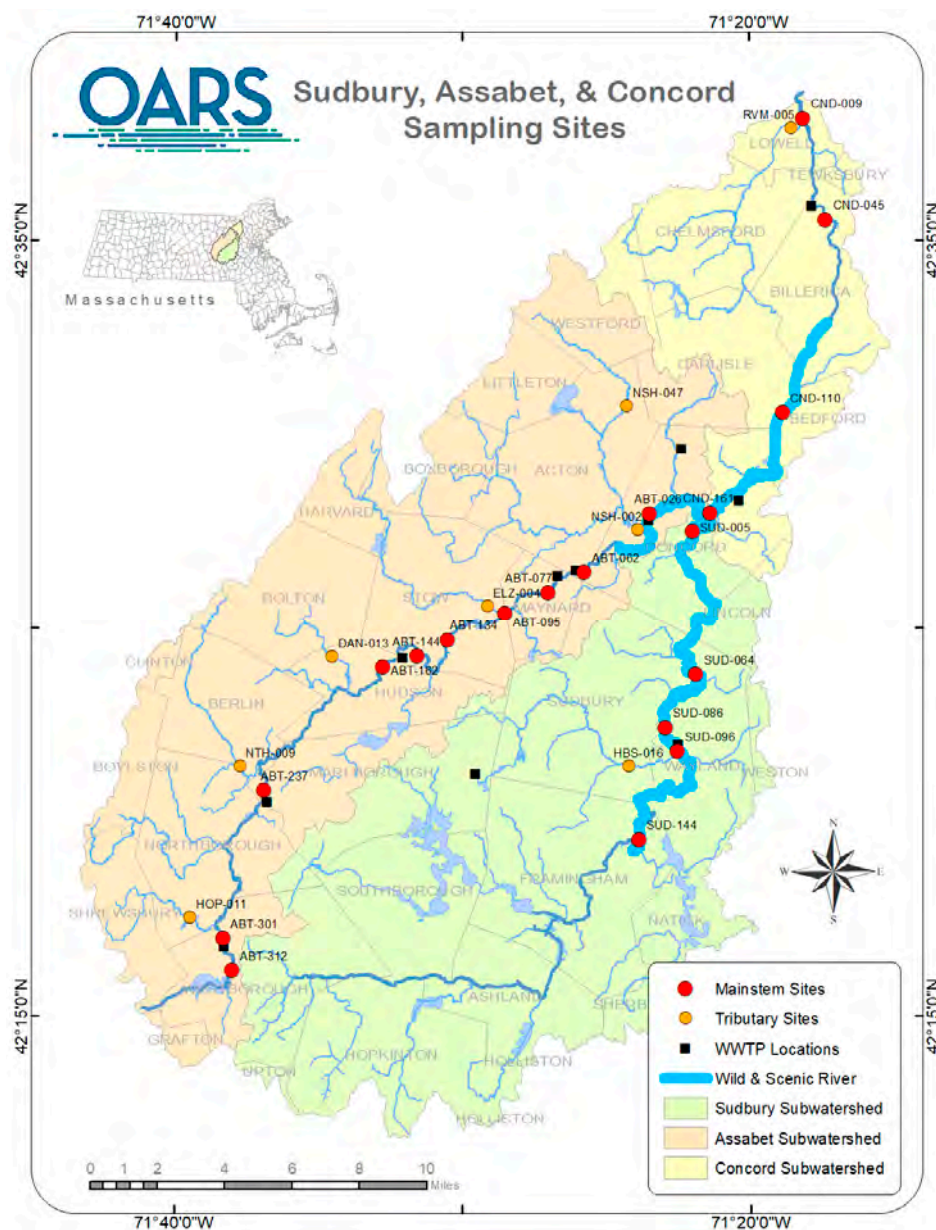 71°40'0"W
71°20'0"W
OARS
Sudbury, Assabet, & Concord
Sampling Sites
CND-009
RVM-005
LOWELL
TEWKSBURY
CND-045
42°35'0"N
42°35'0"N
CHELMSFORD
Massachusetts
BILLERICA
WESTFORD
CARLISLE
LITTLETON
NSH-047
CND-110
BEDFORD
BOXBOROUGH
ACTON
ABT-026
CND-161
HARVARD
NSH-002
SUD-005
ABT-062
ABT-077
ELZ-004
STOW
MAYNARD
BOLTON
ABT-134
ABT-095
DAN-013
ABT-144
CLINTON
ABT-162
SUD-064
HUDSON
BERLIN
SUDBURY
SUD-086
SUD-096
NTH-009
HBS-016
BOYLSTON
MARLBOROUGH
WAYLAND
WESTON
ABT-237
SUD-144
NORTHBOROUGH
FRAMINGHAM
SOUTHBOROUGH
N
W
E
S
SHREWSBURY
HOP-011
NATICK
ABT-301
ABT-312
ASHLAND
42°15'0"N
42°15'0"N
GRAFTON
HOPKINTON
HOLLISTON
UPTON
HOLLISTON
Mainstem Sites
Tributary Sites
WWTP Locations
Wild & Scenic River
Sudbury Subwatershed
Assabet Subwatershed
Concord Subwatershed
0 1 2 4 6 8 10
Miles
71°40'0"W
71°20'0"W